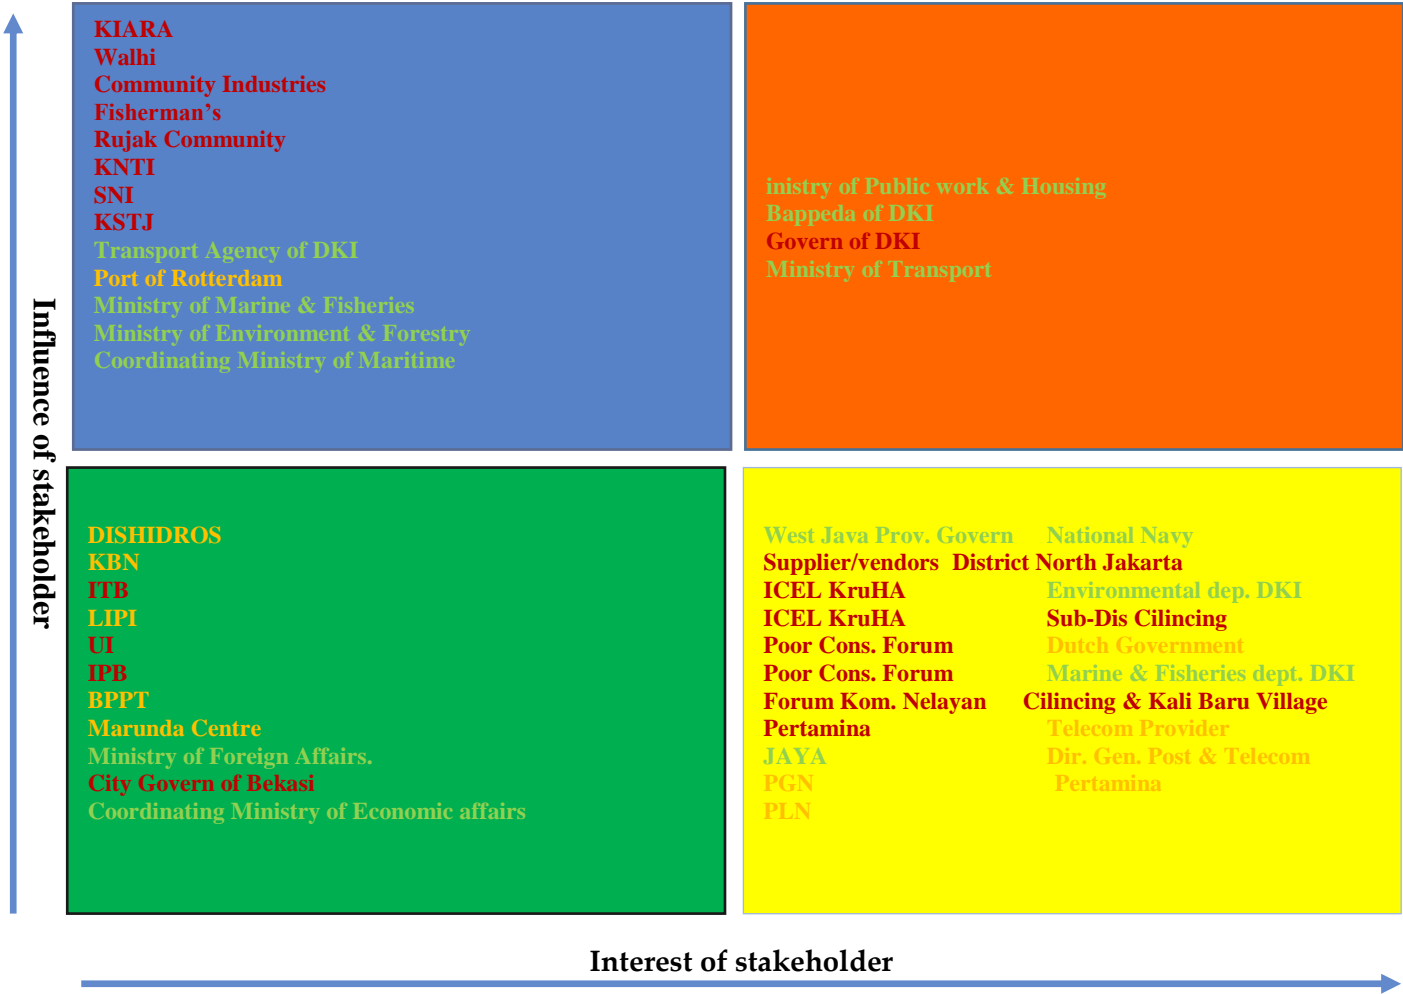 KIARA
Walhi
Community Industries
Fisherman’s
Rujak Community
KNTI
SNI
KSTJ
Transport Agency of DKI
Port of Rotterdam
Ministry of Marine & Fisheries
Ministry of Environment & Forestry
Coordinating Ministry of Maritime
inistry of Public work & Housing
Bappeda of DKI
Govern of DKI
Ministry of Transport
Influence of stakeholder
DISHIDROS
KBN
ITB
LIPI
UI
IPB
BPPT
Marunda Centre
Ministry of Foreign Affairs.
City Govern of Bekasi
Coordinating Ministry of Economic affairs
West Java Prov. Govern National Navy
Supplier/vendors District North Jakarta
ICEL KruHA Environmental dep. DKI
ICEL KruHA Sub-Dis Cilincing
Poor Cons. Forum Dutch Government
Poor Cons. Forum Marine & Fisheries dept. DKI
Forum Kom. Nelayan Cilincing & Kali Baru Village
Pertamina Telecom Provider
JAYA Dir. Gen. Post & Telecom
PGN Pertamina
PLN
Interest of stakeholder